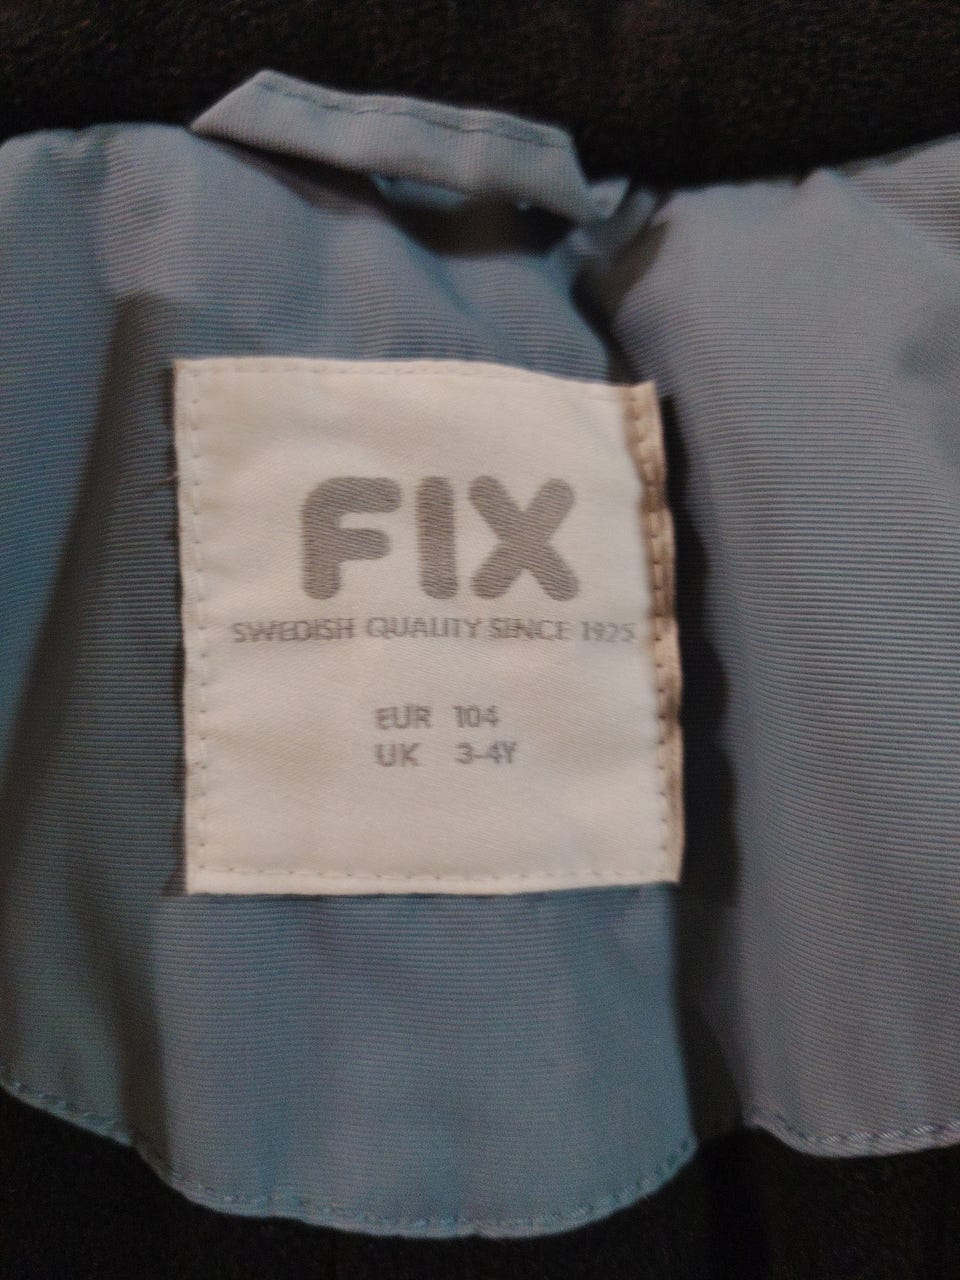 FIX
SWEDISH QUALITY SINCE 1925
EUR 104
UK 3-4Y